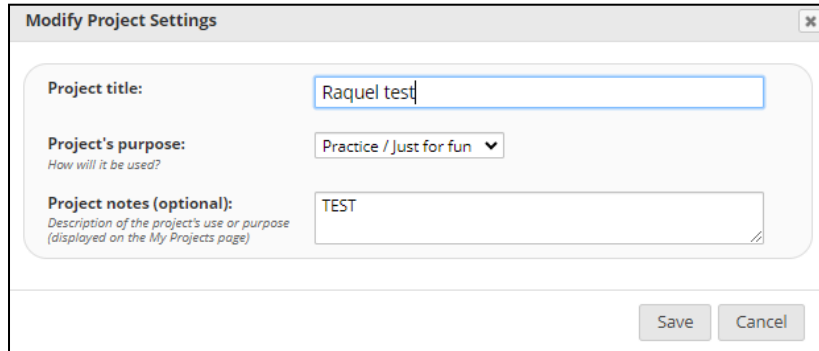 Modify Project Settings
Project title:
Raquel test
Project's purpose:
How will it be used?
Practice / Just for fun
Project notes (optional):
Description of the project's use or purpose
(displayed on the My Projects page)
TEST
Save
Cancel